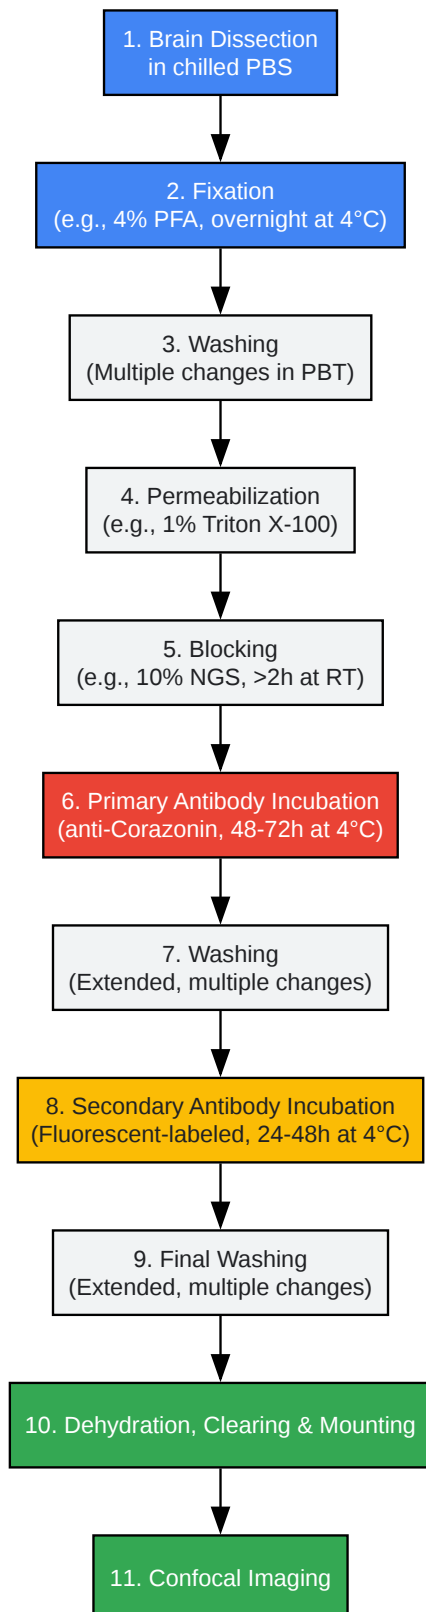 1. Brain Dissection
in chilled PBS
2. Fixation
(e.g., 4% PFA, overnight at 4°C)
3. Washing
(Multiple changes in PBT)
4. Permeabilization
(e.g., 1% Triton X-100)
5. Blocking
(e.g., 10% NGS, >2h at RT)
6. Primary Antibody Incubation
(anti-Corazonin, 48-72h at 4°C)
7. Washing
(Extended, multiple changes)
8. Secondary Antibody Incubation
(Fluorescent-labeled, 24-48h at 4°C)
9. Final Washing
(Extended, multiple changes)
10. Dehydration, Clearing & Mounting
11. Confocal Imaging